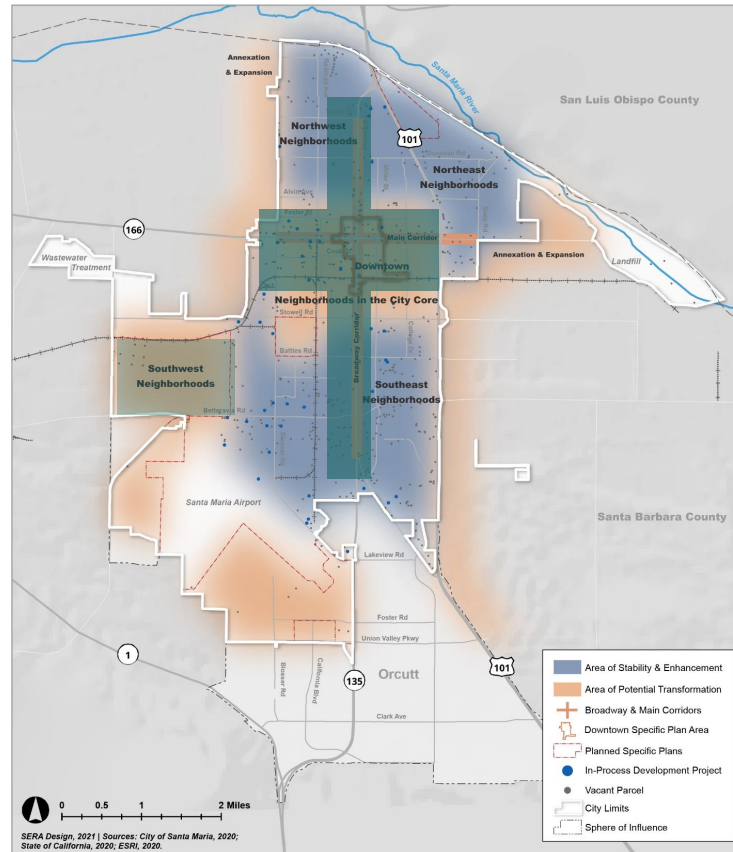 Annexation
& Expansion
Santa Maria River
San Luis Obispo County
Northwest
Neighborhoods
101
Northeast
Neighborhoods
Alvin Ave
166
Main Corridor
Wastewater
Treatment
Downtown
Annexation & Expansion
Landfill
Neighborhoods in the City Core
Stowell Rd
Battles Rd
College Dr
Broadway Corridor
Southwest
Neighborhoods
Southeast
Neighborhoods
Betteravia Rd
Santa Maria Airport
Santa Barbara County
Lakeview Rd
Foster Rd
Union Valley Pkwy
1
Blosser Rd
California Blvd
135
Orcutt
101
Clark Ave
Area of Stability & Enhancement
Area of Potential Transformation
Broadway & Main Corridors
Downtown Specific Plan Area
Planned Specific Plans
In-Process Development Project
Vacant Parcel
City Limits
Sphere of Influence
0 0.5 1 2 Miles
SERA Design, 2021 | Sources: City of Santa Maria, 2020;
State of California, 2020; ESRI, 2020.